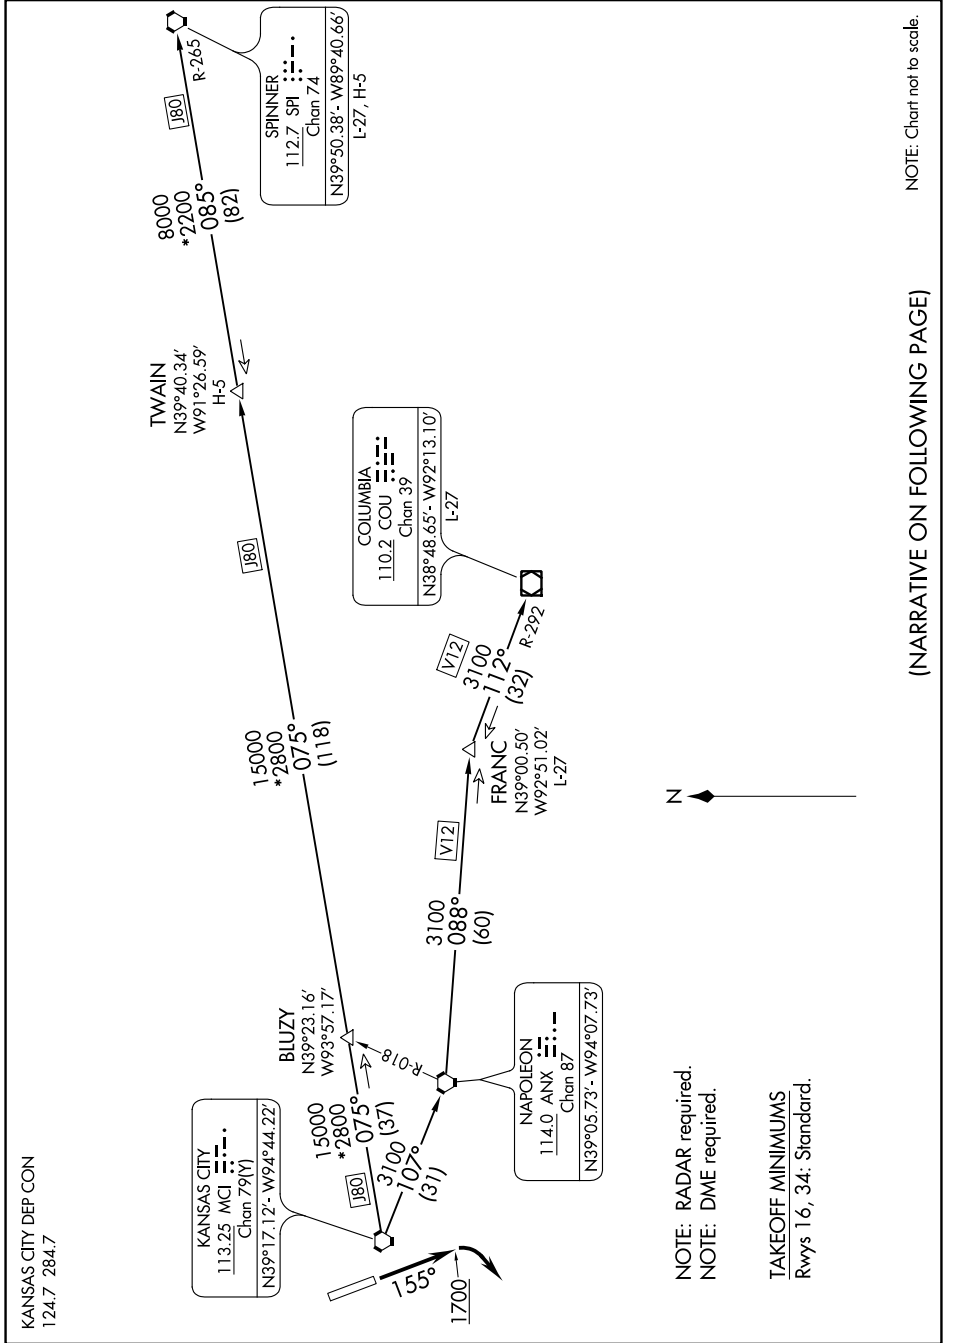 KANSAS CITY DEP CON
124.7 284.7
KANSAS CITY
113.25 MCI
Chan 79(Y)
N39°17.12'- W94°44.22'
155°
1700
J80
15000
*2800
075°
(37)
3100
107°
(31)
BLUZY
N39°23.16'
W93°57.17'
R-018
NAPOLEON
114.0 ANX
Chan 87
N39°05.73'- W94°07.73'
15000
*2800
075°
(118)
J80
3100
088°
(60)
V12
FRANC
N39°00.50'
W92°51.02'
L-27
V12
3100
112°
(32)
R-292
COLUMBIA
110.2 COU
Chan 39
N38°48.65'- W92°13.10'
L-27
TWAIN
N39°40.34'
W91°26.59'
H-5
8000
*2200
085°
(82)
J80
R-265
SPINNER
112.7 SPI
Chan 74
N39°50.38'- W89°40.66'
L-27, H-5
N
NOTE: RADAR required.
NOTE: DME required.
TAKEOFF MINIMUMS
Rwys 16, 34: Standard.
(NARRATIVE ON FOLLOWING PAGE)
NOTE: Chart not to scale.